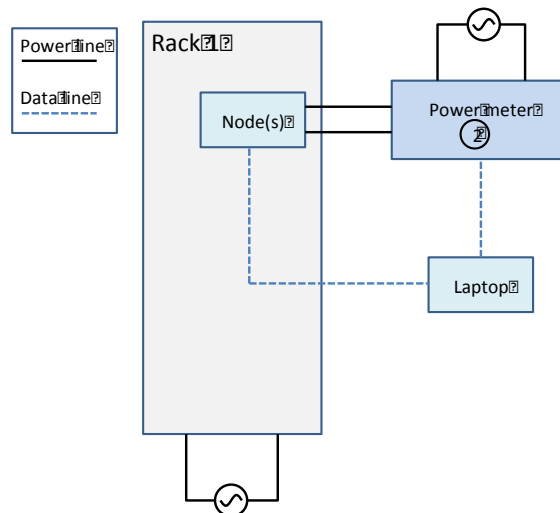 Power line
Data line
Rack 1
Node(s)
Power meter
2
Laptop